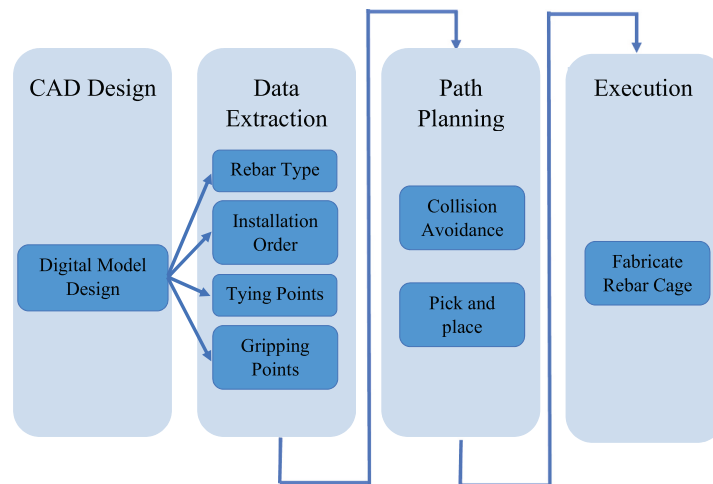 CAD Design
Digital Model
Design
Data
Extraction
Rebar Type
Installation
Order
Tying Points
Gripping
Points
Path
Planning
Collision
Avoidance
Pick and
place
Execution
Fabricate
Rebar Cage